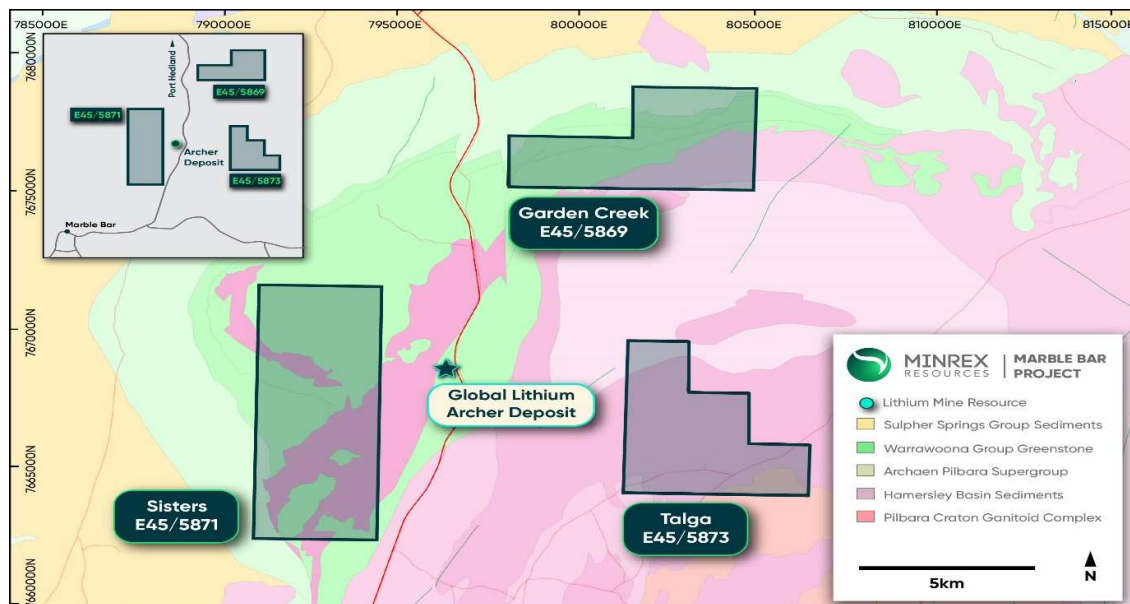 785000E
790000E
795000E
800000E
805000E
810000E
815000E
7680000N
7675000N
7670000N
7665000N
7660000N
Port Hedland
E45/5869
E45/5871
Archer
Deposit
E45/5873
Marble Bar
Garden Creek
E45/5869
Global Lithium
Archer Deposit
Sisters
E45/5871
Talga
E45/5873
MINREX
RESOURCES
MARBLE BAR
PROJECT
Lithium Mine Resource
Sulpher Springs Group Sediments
Warrawoona Group Greenstone
Archaen Pilbara Supergroup
Hamersley Basin Sediments
Pilbara Craton Ganitoid Complex
5km
N